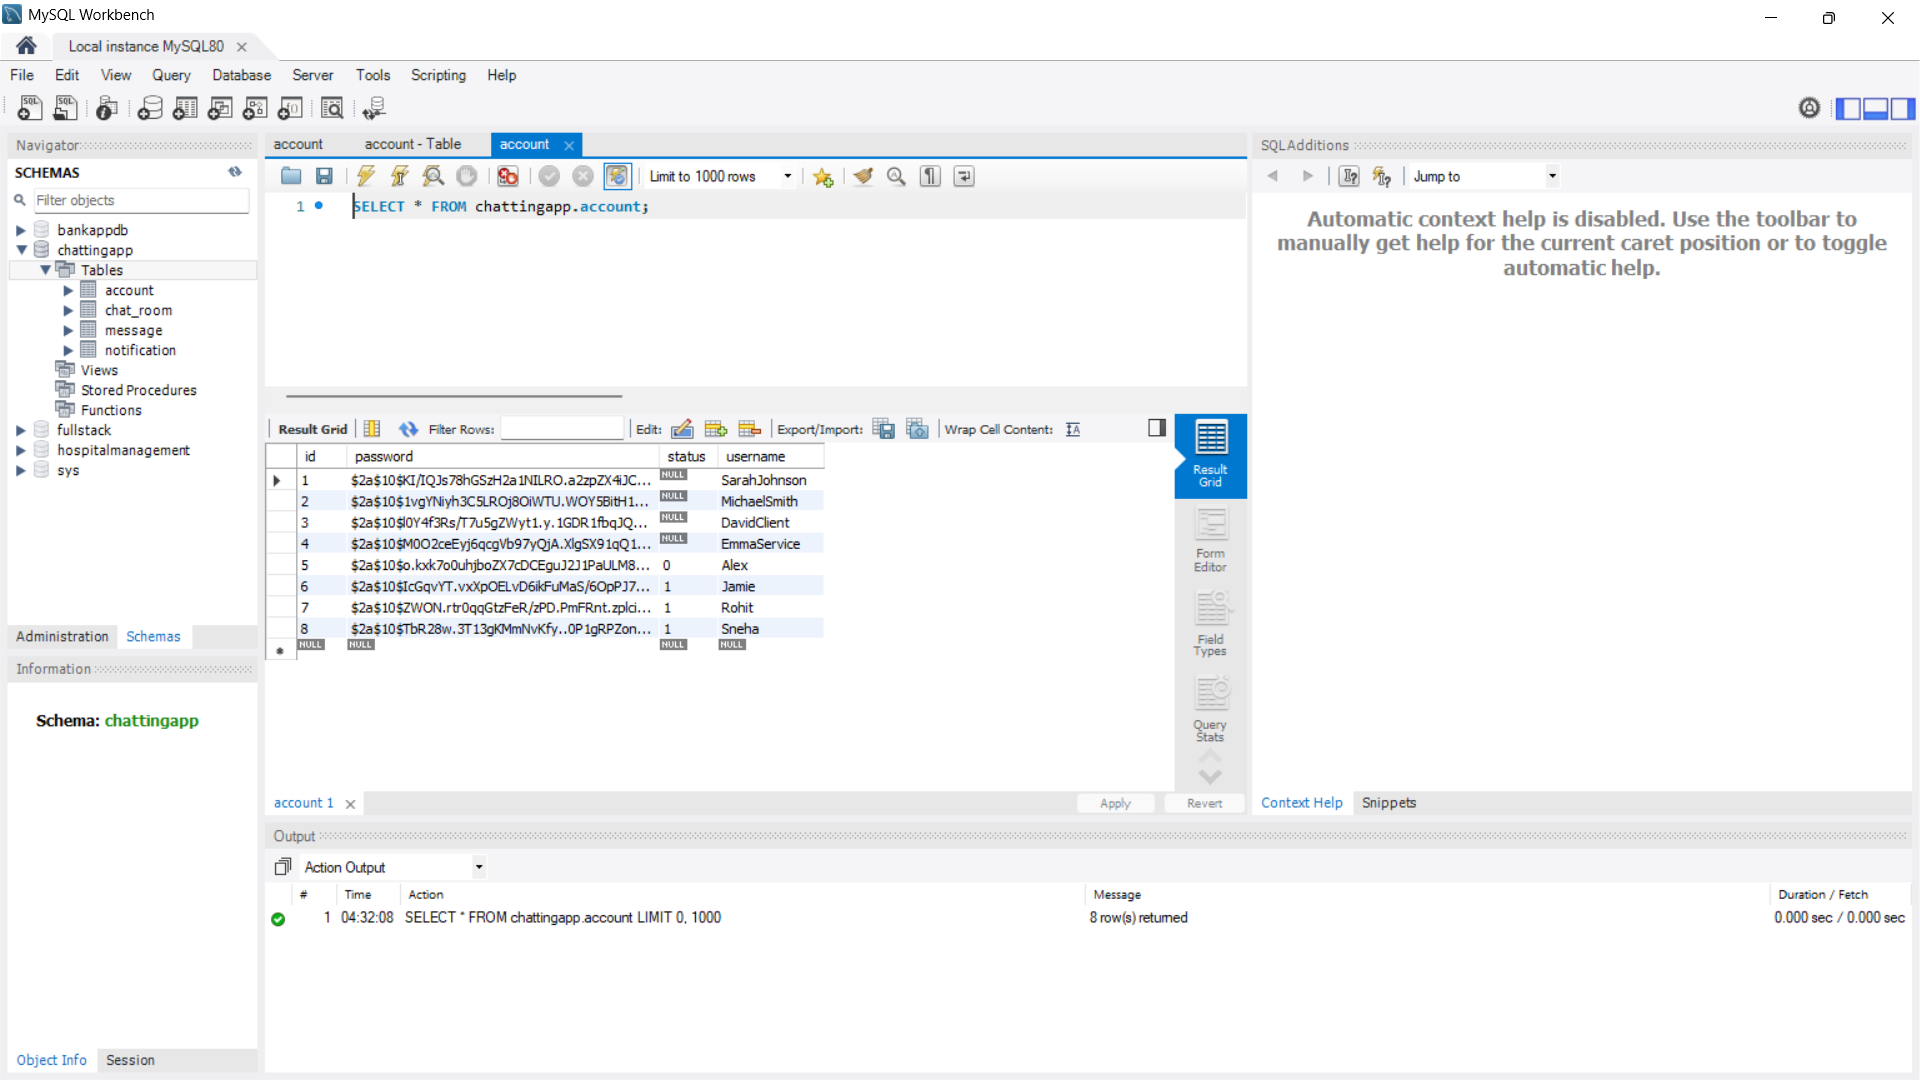 MySQL Workbench
Local instance MySQL80
File Edit View Query Database Server Tools Scripting Help
Navigator
SCHEMAS
Filter objects
bankappdb
chattingapp
Tables
account
chat_room
message
notification
Views
Stored Procedures
Functions
fullstack
hospitalmanagement
sys
Administration Schemas
Information
Schema: chattingapp
Object Info Session
account account - Table account
Limit to 1000 rows
1 SELECT * FROM chattingapp.account;
Result Grid Filter Rows: Edit: Export/Import: Wrap Cell Content:
id password status username
1 $2a$10$KI/IQJs78hGSzH2a1NILRO.a2zpZX4iJC... NULL SarahJohnson
2 $2a$10$1vgYNiyh3C5LROj8OiWTU.WOY5BitH1... NULL MichaelSmith
3 $2a$10$l0Y4f3Rs/T7u5gZWyt1.y.1GDR1fbqJQ... NULL DavidClient
4 $2a$10$M0O2ceEyj6qcgVb97yQjA.XlgSX91qQ1... NULL EmmaService
5 $2a$10$o.kxk7o0uhjboZX7cDCEguJ2J1PaULM8... 0 Alex
6 $2a$10$IcGqvYT.vxXpOELvD6ikFuMaS/6OpPJ7... 1 Jamie
7 $2a$10$ZWON.rtr0qqGtzFeR/zPD.PmFRnt.zplci... 1 Rohit
8 $2a$10$TbR28w.3T13gKMmNvKfy..0P1gRPZon... 1 Sneha
NULL NULL NULL NULL
Result
Grid
Form
Editor
Field
Types
Query
Stats
account 1 Apply Revert
SQLAdditions
Jump to
Automatic context help is disabled. Use the toolbar to
manually get help for the current caret position or to toggle
automatic help.
Context Help Snippets
Output
Action Output
# Time Action Message Duration / Fetch
1 04:32:08 SELECT * FROM chattingapp.account LIMIT 0, 1000 8 row(s) returned 0.000 sec / 0.000 sec